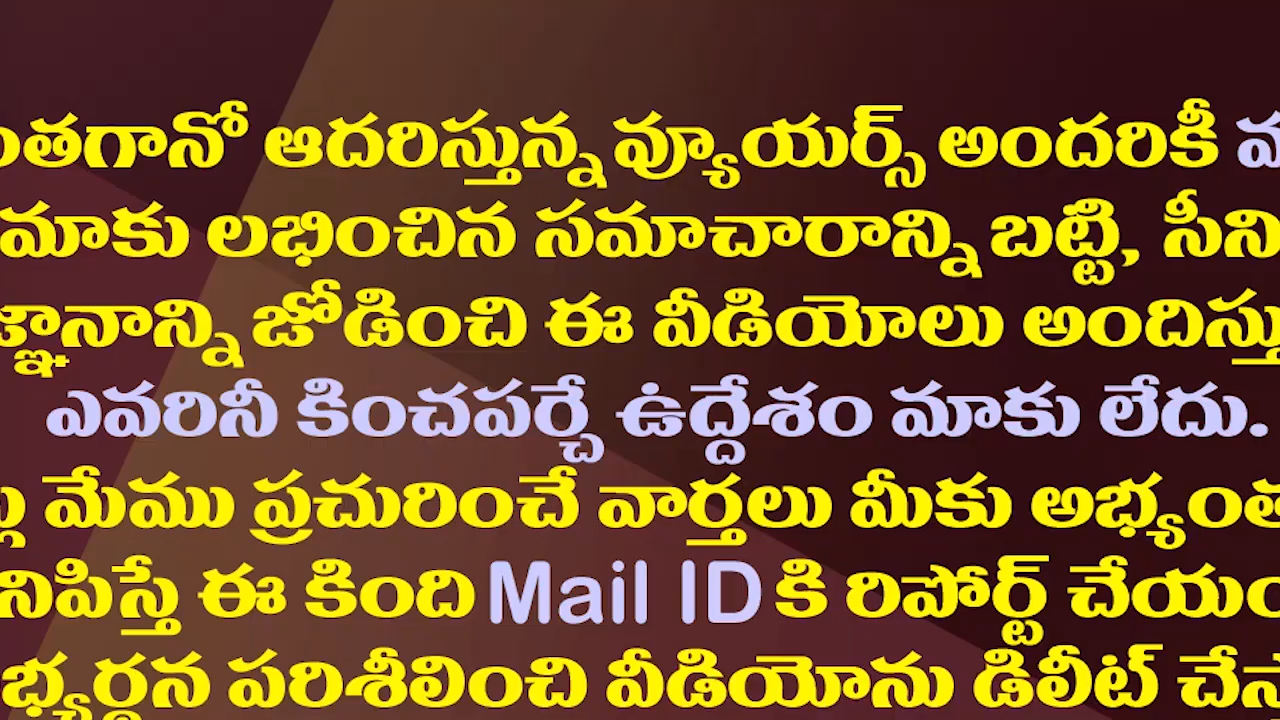 ంతగానో ఆదరిస్తున్న వ్యూయర్స్ అందరికీ
మాకు లభించిన సమాచారాన్ని బట్టి, సీని
జ్ఞానాన్ని జోడించి ఈ వీడియోలు అందిస్తు
ఎవరినీ కించపర్చే ఉద్దేశం మాకు లేదు.
మేము ప్రచురించే వార్తలు మీకు అభ్యంత
నిపిస్తే ఈ కింది Mail ID కి రిపోర్ట్ చేయం
భ్యర్థన పరిశీలించి వీడియోను డిలీట్ చేస